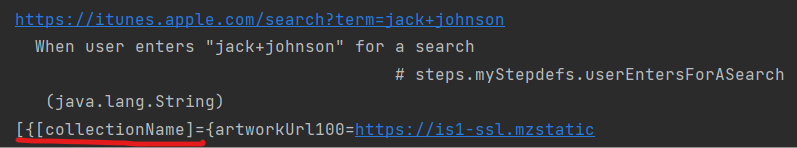 https://itunes.apple.com/search?term=jack+johnson
When user enters "jack+johnson" for a search
# steps.myStepdefs.userEntersForASearch
(java.lang.String)
[{[collectionName]={artworkUrl100=https://is1-ssl.mzstatic